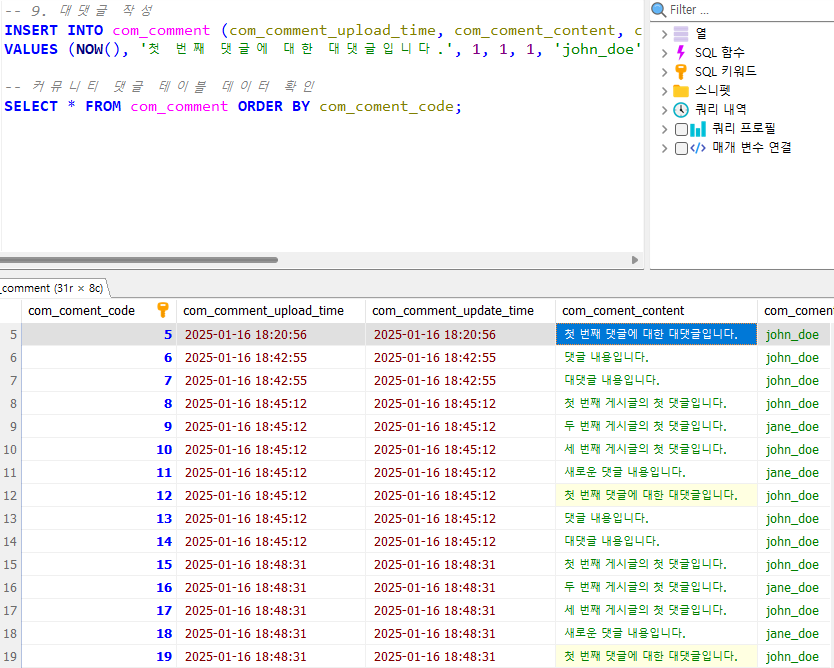 -- 9. 대댓글 작성
INSERT INTO com_comment (com_comment_upload_time, com_coment_content, c
VALUES (NOW(), '첫 번째 댓글에 대한 대댓글입니다.', 1, 1, 1, 'john_doe'
-- 커뮤니티 댓글 테이블 데이터 확인
SELECT * FROM com_comment ORDER BY com_coment_code;
Filter ...
열
SQL 함수
SQL 키워드
스니펫
쿼리 내역
쿼리 프로필
매개 변수 연결
_comment (31r × 8c)
com_coment_code com_comment_upload_time com_comment_update_time com_coment_content com_coment
5 5 2025-01-16 18:20:56 2025-01-16 18:20:56 첫 번째 댓글에 대한 대댓글입니다. john_doe
6 6 2025-01-16 18:42:55 2025-01-16 18:42:55 댓글 내용입니다. john_doe
7 7 2025-01-16 18:42:55 2025-01-16 18:42:55 대댓글 내용입니다. john_doe
8 8 2025-01-16 18:45:12 2025-01-16 18:45:12 첫 번째 게시글의 첫 댓글입니다. john_doe
9 9 2025-01-16 18:45:12 2025-01-16 18:45:12 두 번째 게시글의 첫 댓글입니다. jane_doe
10 10 2025-01-16 18:45:12 2025-01-16 18:45:12 세 번째 게시글의 첫 댓글입니다. john_doe
11 11 2025-01-16 18:45:12 2025-01-16 18:45:12 새로운 댓글 내용입니다. jane_doe
12 12 2025-01-16 18:45:12 2025-01-16 18:45:12 첫 번째 댓글에 대한 대댓글입니다. john_doe
13 13 2025-01-16 18:45:12 2025-01-16 18:45:12 댓글 내용입니다. john_doe
14 14 2025-01-16 18:45:12 2025-01-16 18:45:12 대댓글 내용입니다. john_doe
15 15 2025-01-16 18:48:31 2025-01-16 18:48:31 첫 번째 게시글의 첫 댓글입니다. john_doe
16 16 2025-01-16 18:48:31 2025-01-16 18:48:31 두 번째 게시글의 첫 댓글입니다. jane_doe
17 17 2025-01-16 18:48:31 2025-01-16 18:48:31 세 번째 게시글의 첫 댓글입니다. john_doe
18 18 2025-01-16 18:48:31 2025-01-16 18:48:31 새로운 댓글 내용입니다. jane_doe
19 19 2025-01-16 18:48:31 2025-01-16 18:48:31 첫 번째 댓글에 대한 대댓글입니다. john_doe